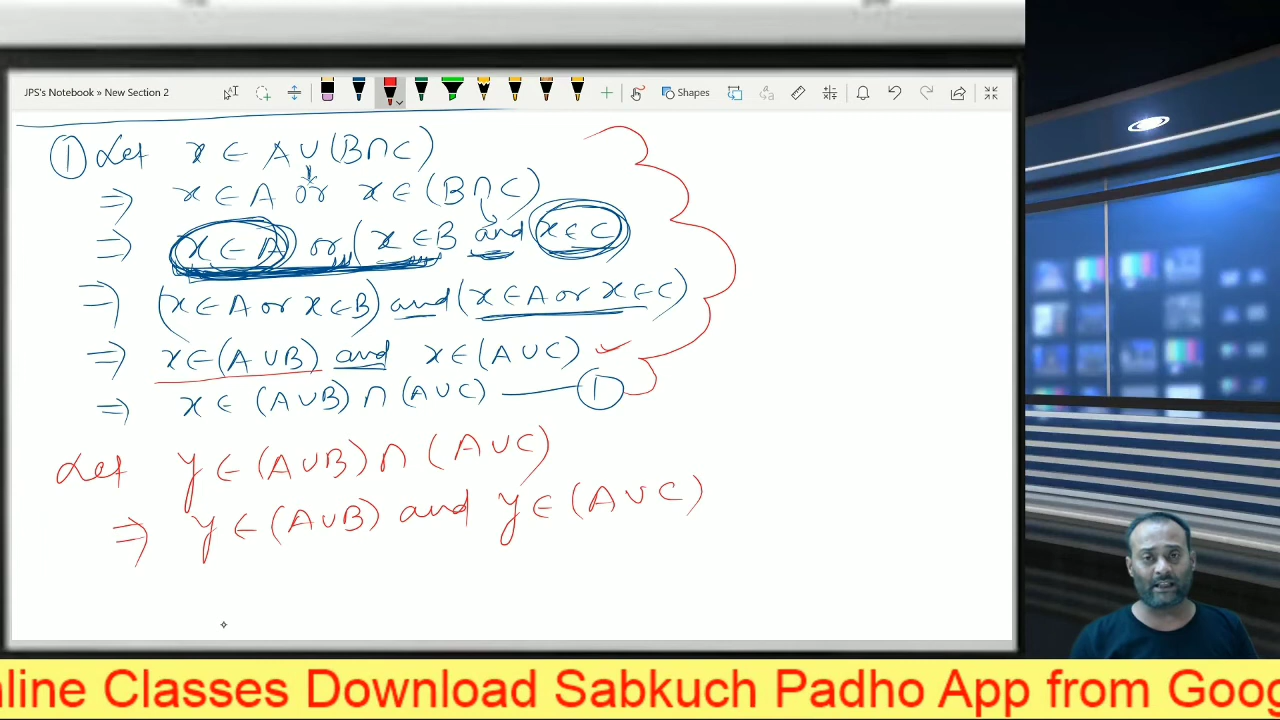 JPS's Notebook » New Section 2
Shapes
① Let x ∈ A ∪ (B∩C)
⇒ x ∈ A or x ∈ (B∩C)
⇒ x ∈ A or (x ∈ B and x ∈ C
⇒ (x ∈ A or x ∈ B) and (x ∈ A or x ∈ C)
⇒ x ∈ (A ∪ B) and x ∈ (A ∪ C) ✓
⇒ x ∈ (A ∪ B) ∩ (A ∪ C) — ①
Let y ∈ (A ∪ B) ∩ (A ∪ C)
⇒ y ∈ (A ∪ B) and y ∈ (A ∪ C)
nline Classes Download Sabkuch Padho App from Goog